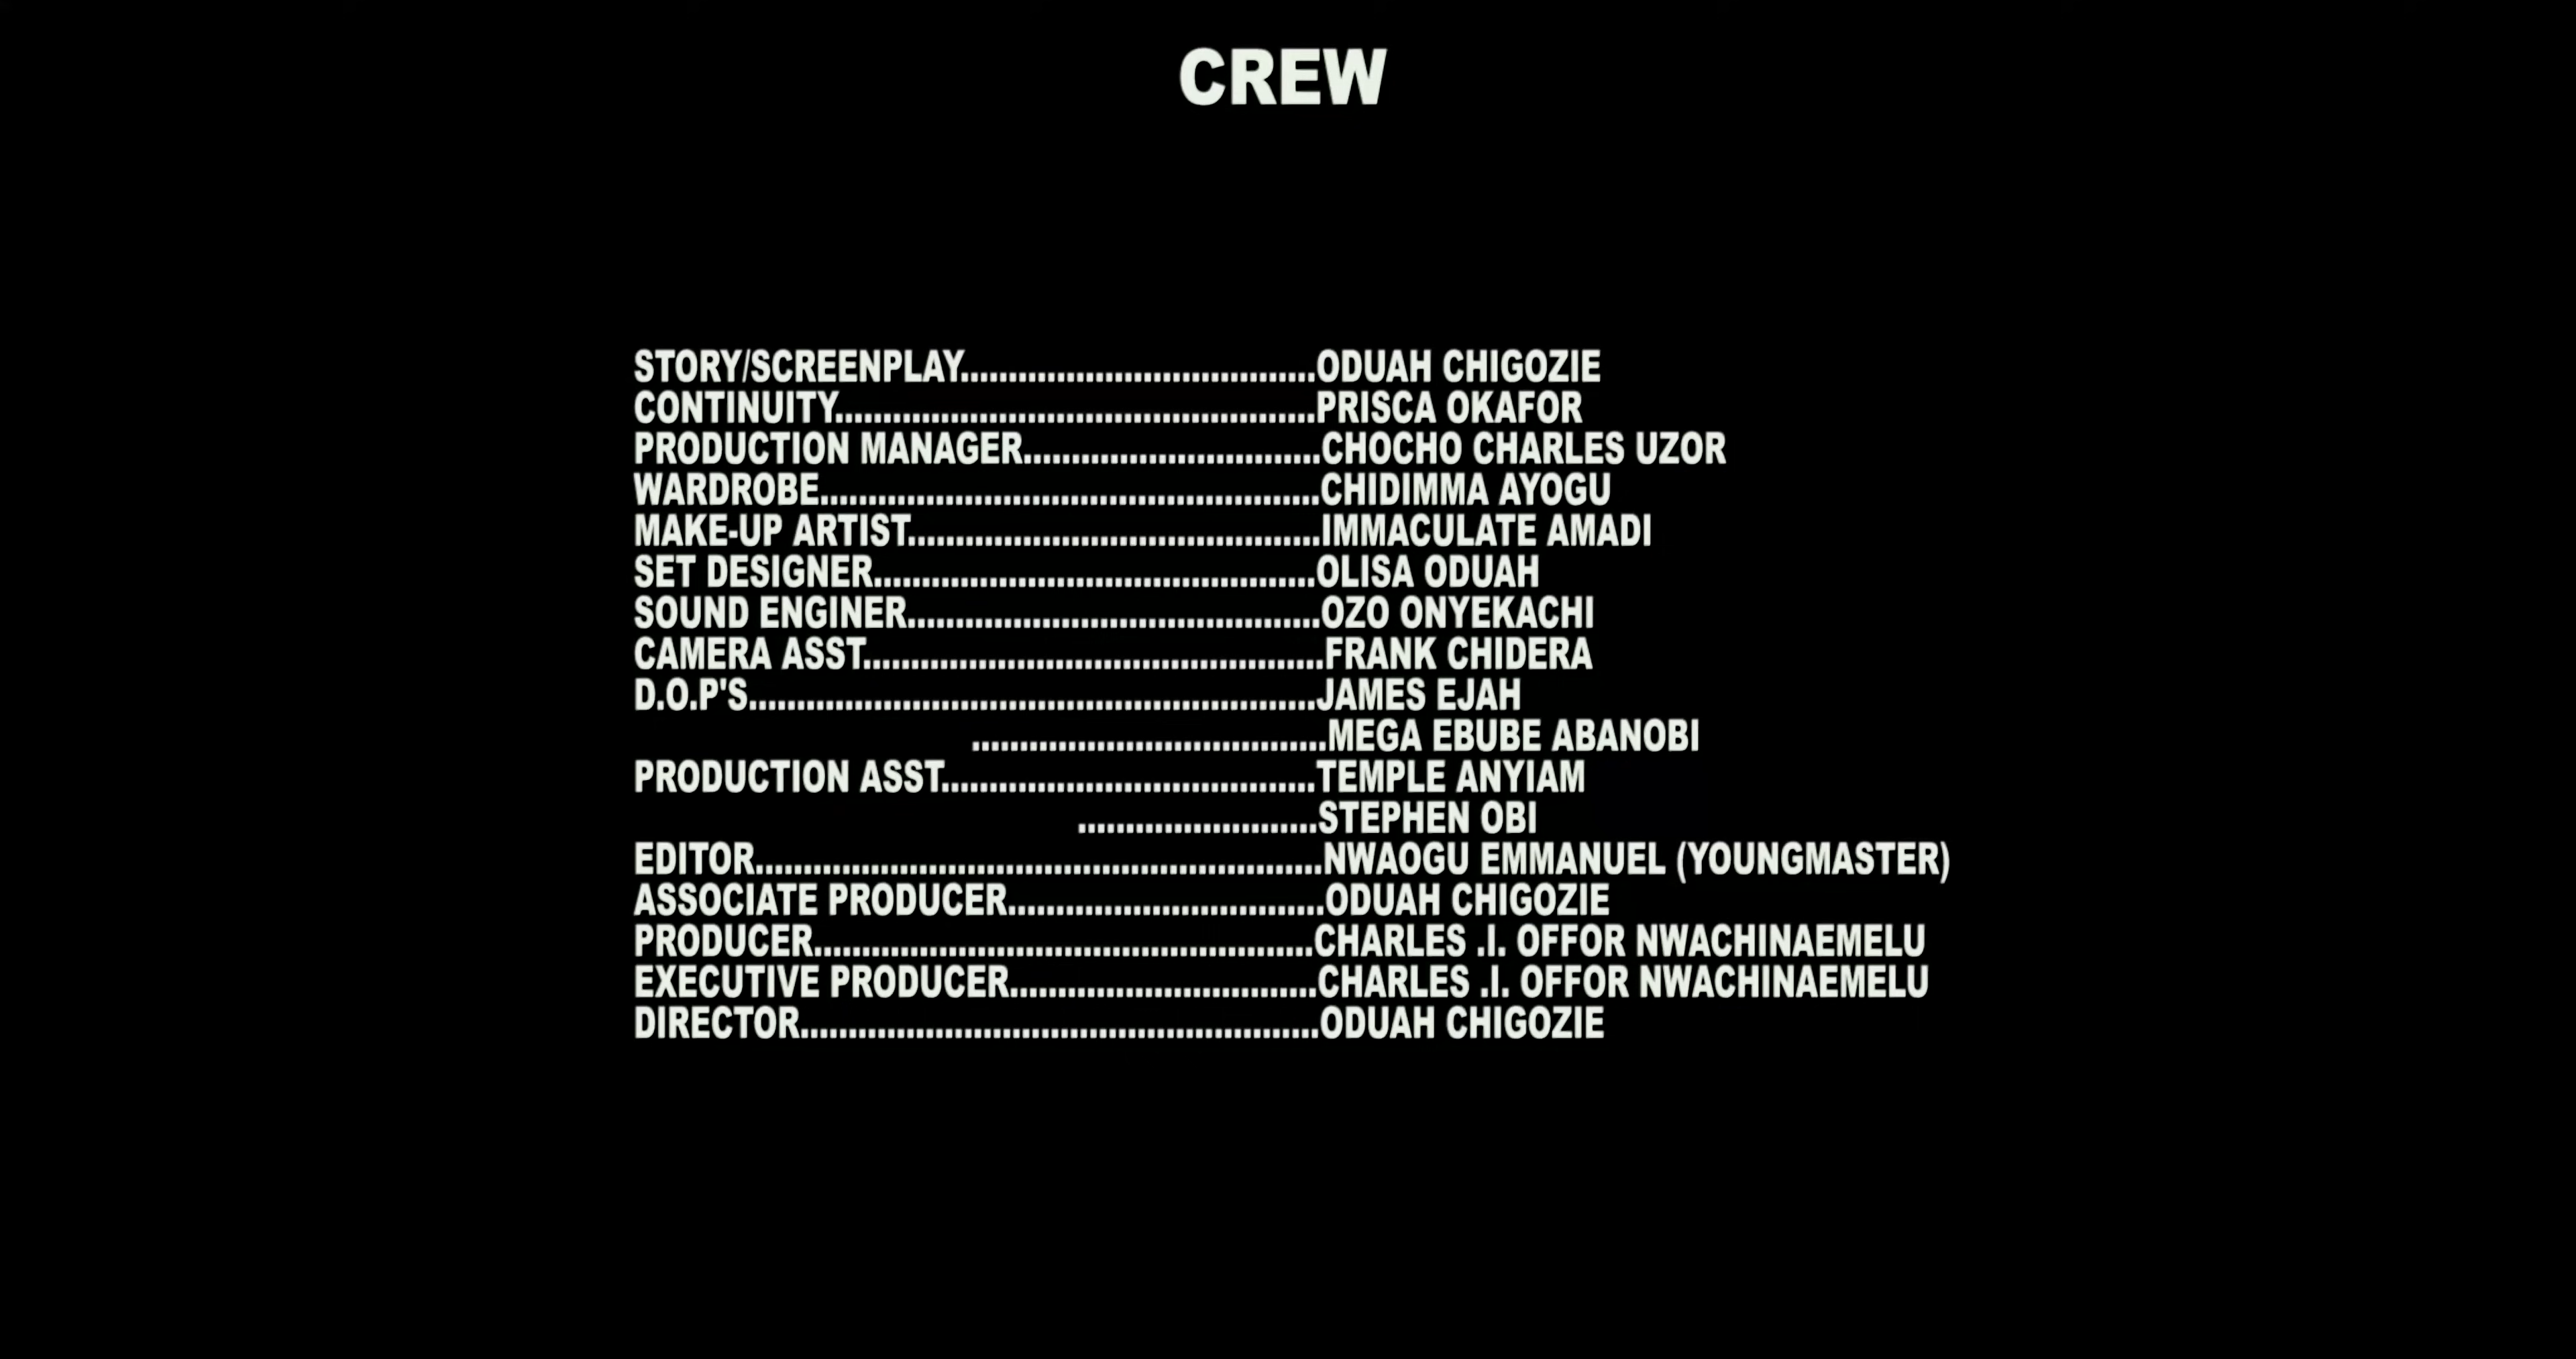 CREW
STORY/SCREENPLAY.....................................ODUAH CHIGOZIE
CONTINUITY..................................................PRISCA OKAFOR
PRODUCTION MANAGER...............................CHOCHO CHARLES UZOR
WARDROBE....................................................CHIDIMMA AYOGU
MAKE-UP ARTIST...........................................IMMACULATE AMADI
SET DESIGNER..............................................OLISA ODUAH
SOUND ENGINER...........................................OZO ONYEKACHI
CAMERA ASST................................................FRANK CHIDERA
D.O.P'S...........................................................JAMES EJAH
.....................................MEGA EBUBE ABANOBI
PRODUCTION ASST.......................................TEMPLE ANYIAM
.........................STEPHEN OBI
EDITOR...........................................................NWAOGU EMMANUEL (YOUNGMASTER)
ASSOCIATE PRODUCER.................................ODUAH CHIGOZIE
PRODUCER....................................................CHARLES .I. OFFOR NWACHINAEMELU
EXECUTIVE PRODUCER................................CHARLES .I. OFFOR NWACHINAEMELU
DIRECTOR......................................................ODUAH CHIGOZIE